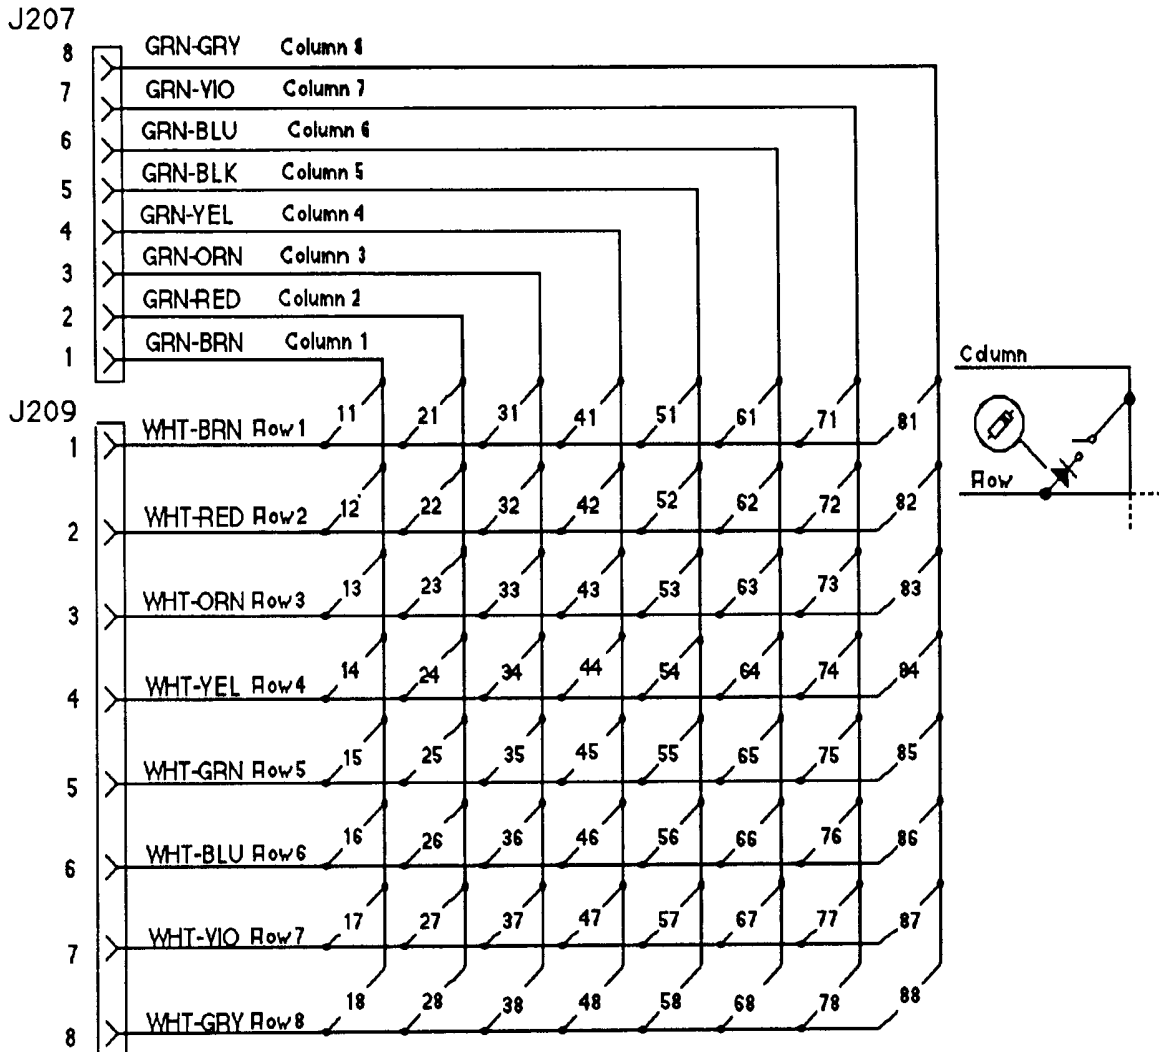 J207
8 GRN-GRY Column 8
7 GRN-VIO Column 7
6 GRN-BLU Column 6
5 GRN-BLK Column 5
4 GRN-YEL Column 4
3 GRN-ORN Column 3
2 GRN-RED Column 2
1 GRN-BRN Column 1
J209
1 WHT-BRN Row 1 11 21 31 41 51 61 71 81
2 WHT-RED Row 2 12 22 32 42 52 62 72 82
3 WHT-ORN Row 3 13 23 33 43 53 63 73 83
4 WHT-YEL Row 4 14 24 34 44 54 64 74 84
5 WHT-GRN Row 5 15 25 35 45 55 65 75 85
6 WHT-BLU Row 6 16 26 36 46 56 66 76 86
7 WHT-VIO Row 7 17 27 37 47 57 67 77 87
8 WHT-GRY Row 8 18 28 38 48 58 68 78 88
Column
Row